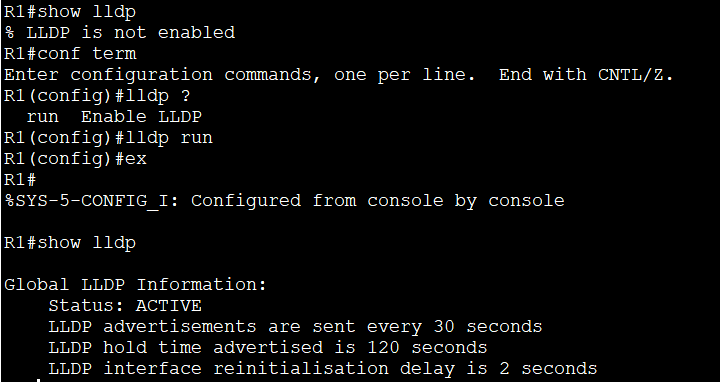 R1#show lldp
% LLDP is not enabled
R1#conf term
Enter configuration commands, one per line.  End with CNTL/Z.
R1(config)#lldp ?
  run  Enable LLDP
R1(config)#lldp run
R1(config)#ex
R1#
%SYS-5-CONFIG_I: Configured from console by console
R1#show lldp
Global LLDP Information:
    Status: ACTIVE
    LLDP advertisements are sent every 30 seconds
    LLDP hold time advertised is 120 seconds
    LLDP interface reinitialisation delay is 2 seconds